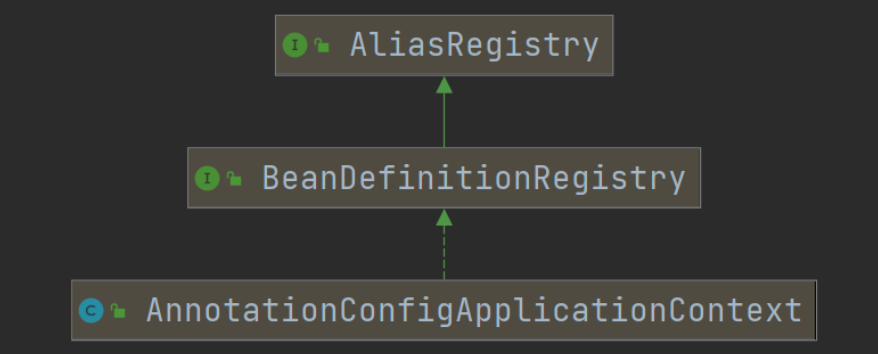 I AliasRegistry
I BeanDefinitionRegistry
C AnnotationConfigApplicationContext